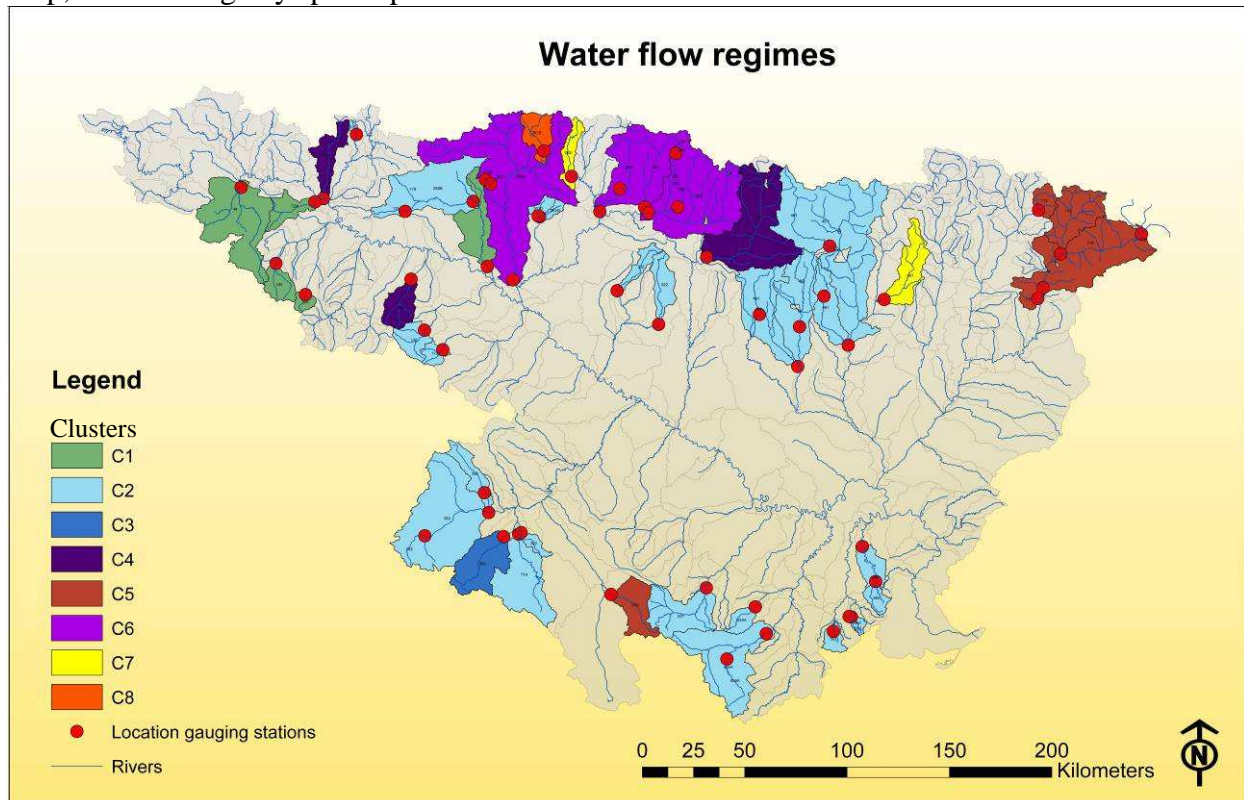 Water flow regimes
Legend
Clusters
C1
C2
C3
C4
C5
C6
C7
C8
Location gauging stations
Rivers
0 25 50 100 150 200
Kilometers
N